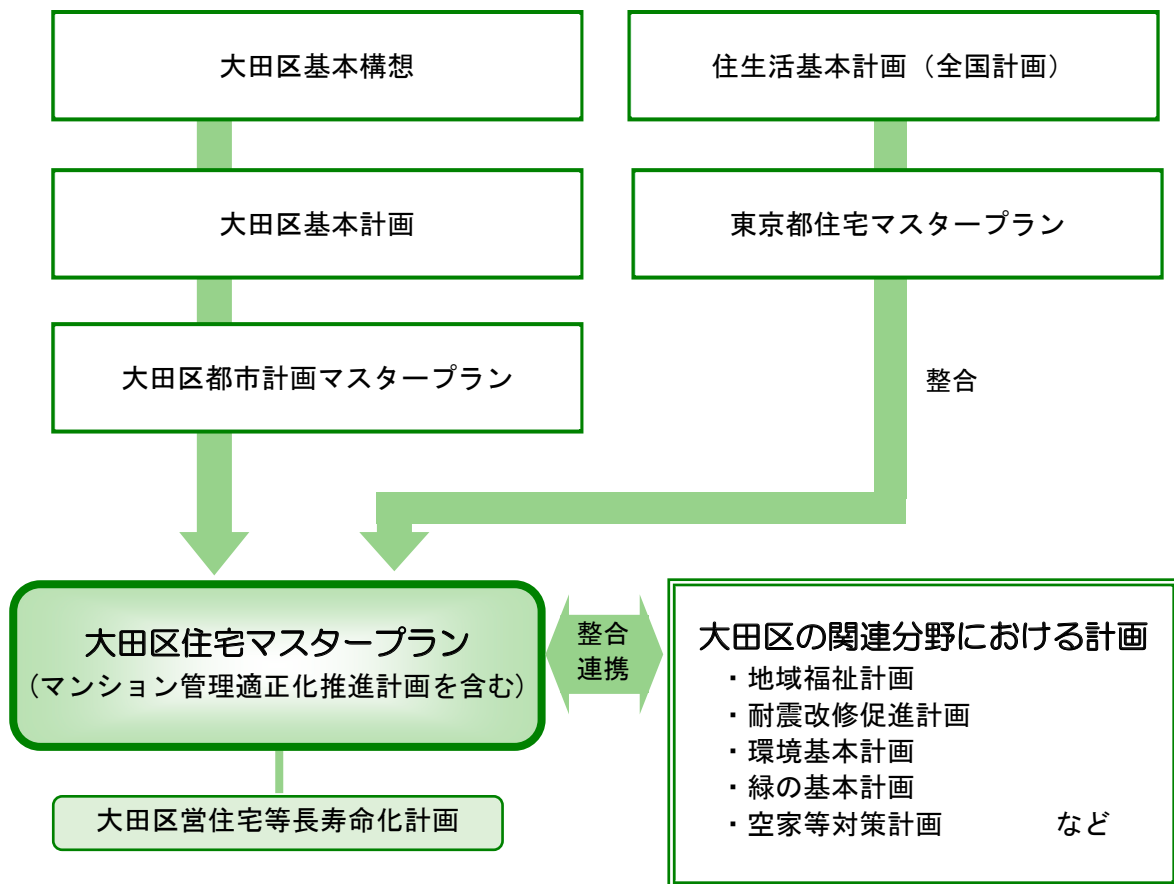 大田区基本構想
住生活基本計画（全国計画）
大田区基本計画
東京都住宅マスタープラン
大田区都市計画マスタープラン
整合
大田区住宅マスタープラン
（マンション管理適正化推進計画を含む）
整合
連携
大田区の関連分野における計画
・地域福祉計画
・耐震改修促進計画
・環境基本計画
・緑の基本計画
・空家等対策計画　　　　など
大田区営住宅等長寿命化計画